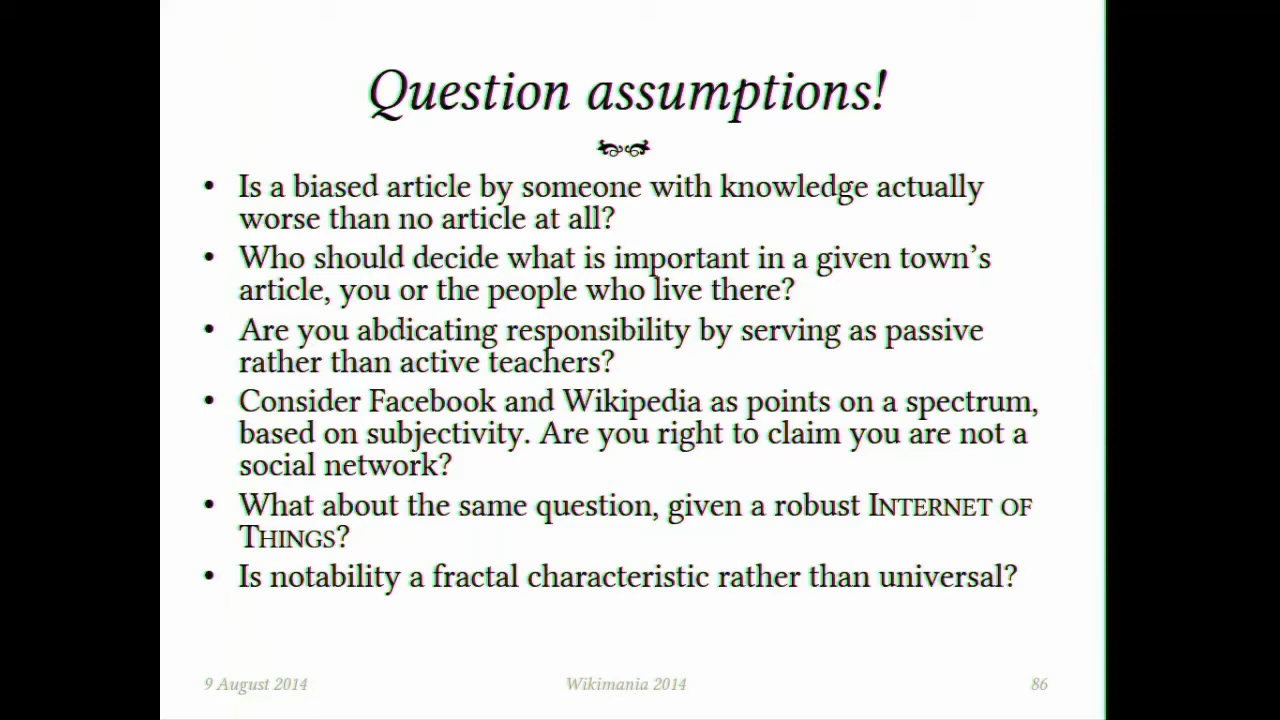 Question assumptions!
• Is a biased article by someone with knowledge actually
worse than no article at all?
• Who should decide what is important in a given town's
article, you or the people who live there?
• Are you abdicating responsibility by serving as passive
rather than active teachers?
• Consider Facebook and Wikipedia as points on a spectrum,
based on subjectivity. Are you right to claim you are not a
social network?
• What about the same question, given a robust INTERNET OF
THINGS?
• Is notability a fractal characteristic rather than universal?
9 August 2014
Wikimania 2014
86